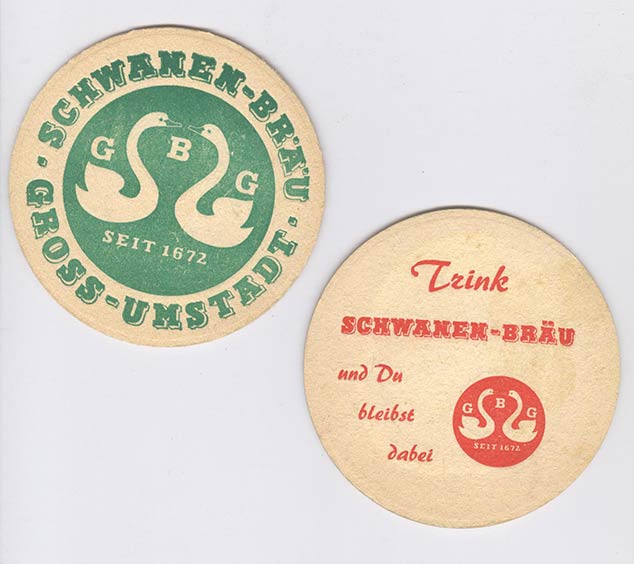 SCHWANEN-BRÄU
GROSS-UMSTADT
G B G
SEIT 1672
Trink
SCHWANEN-BRÄU
und Du
bleibst
dabei
G B G
SEIT 1672